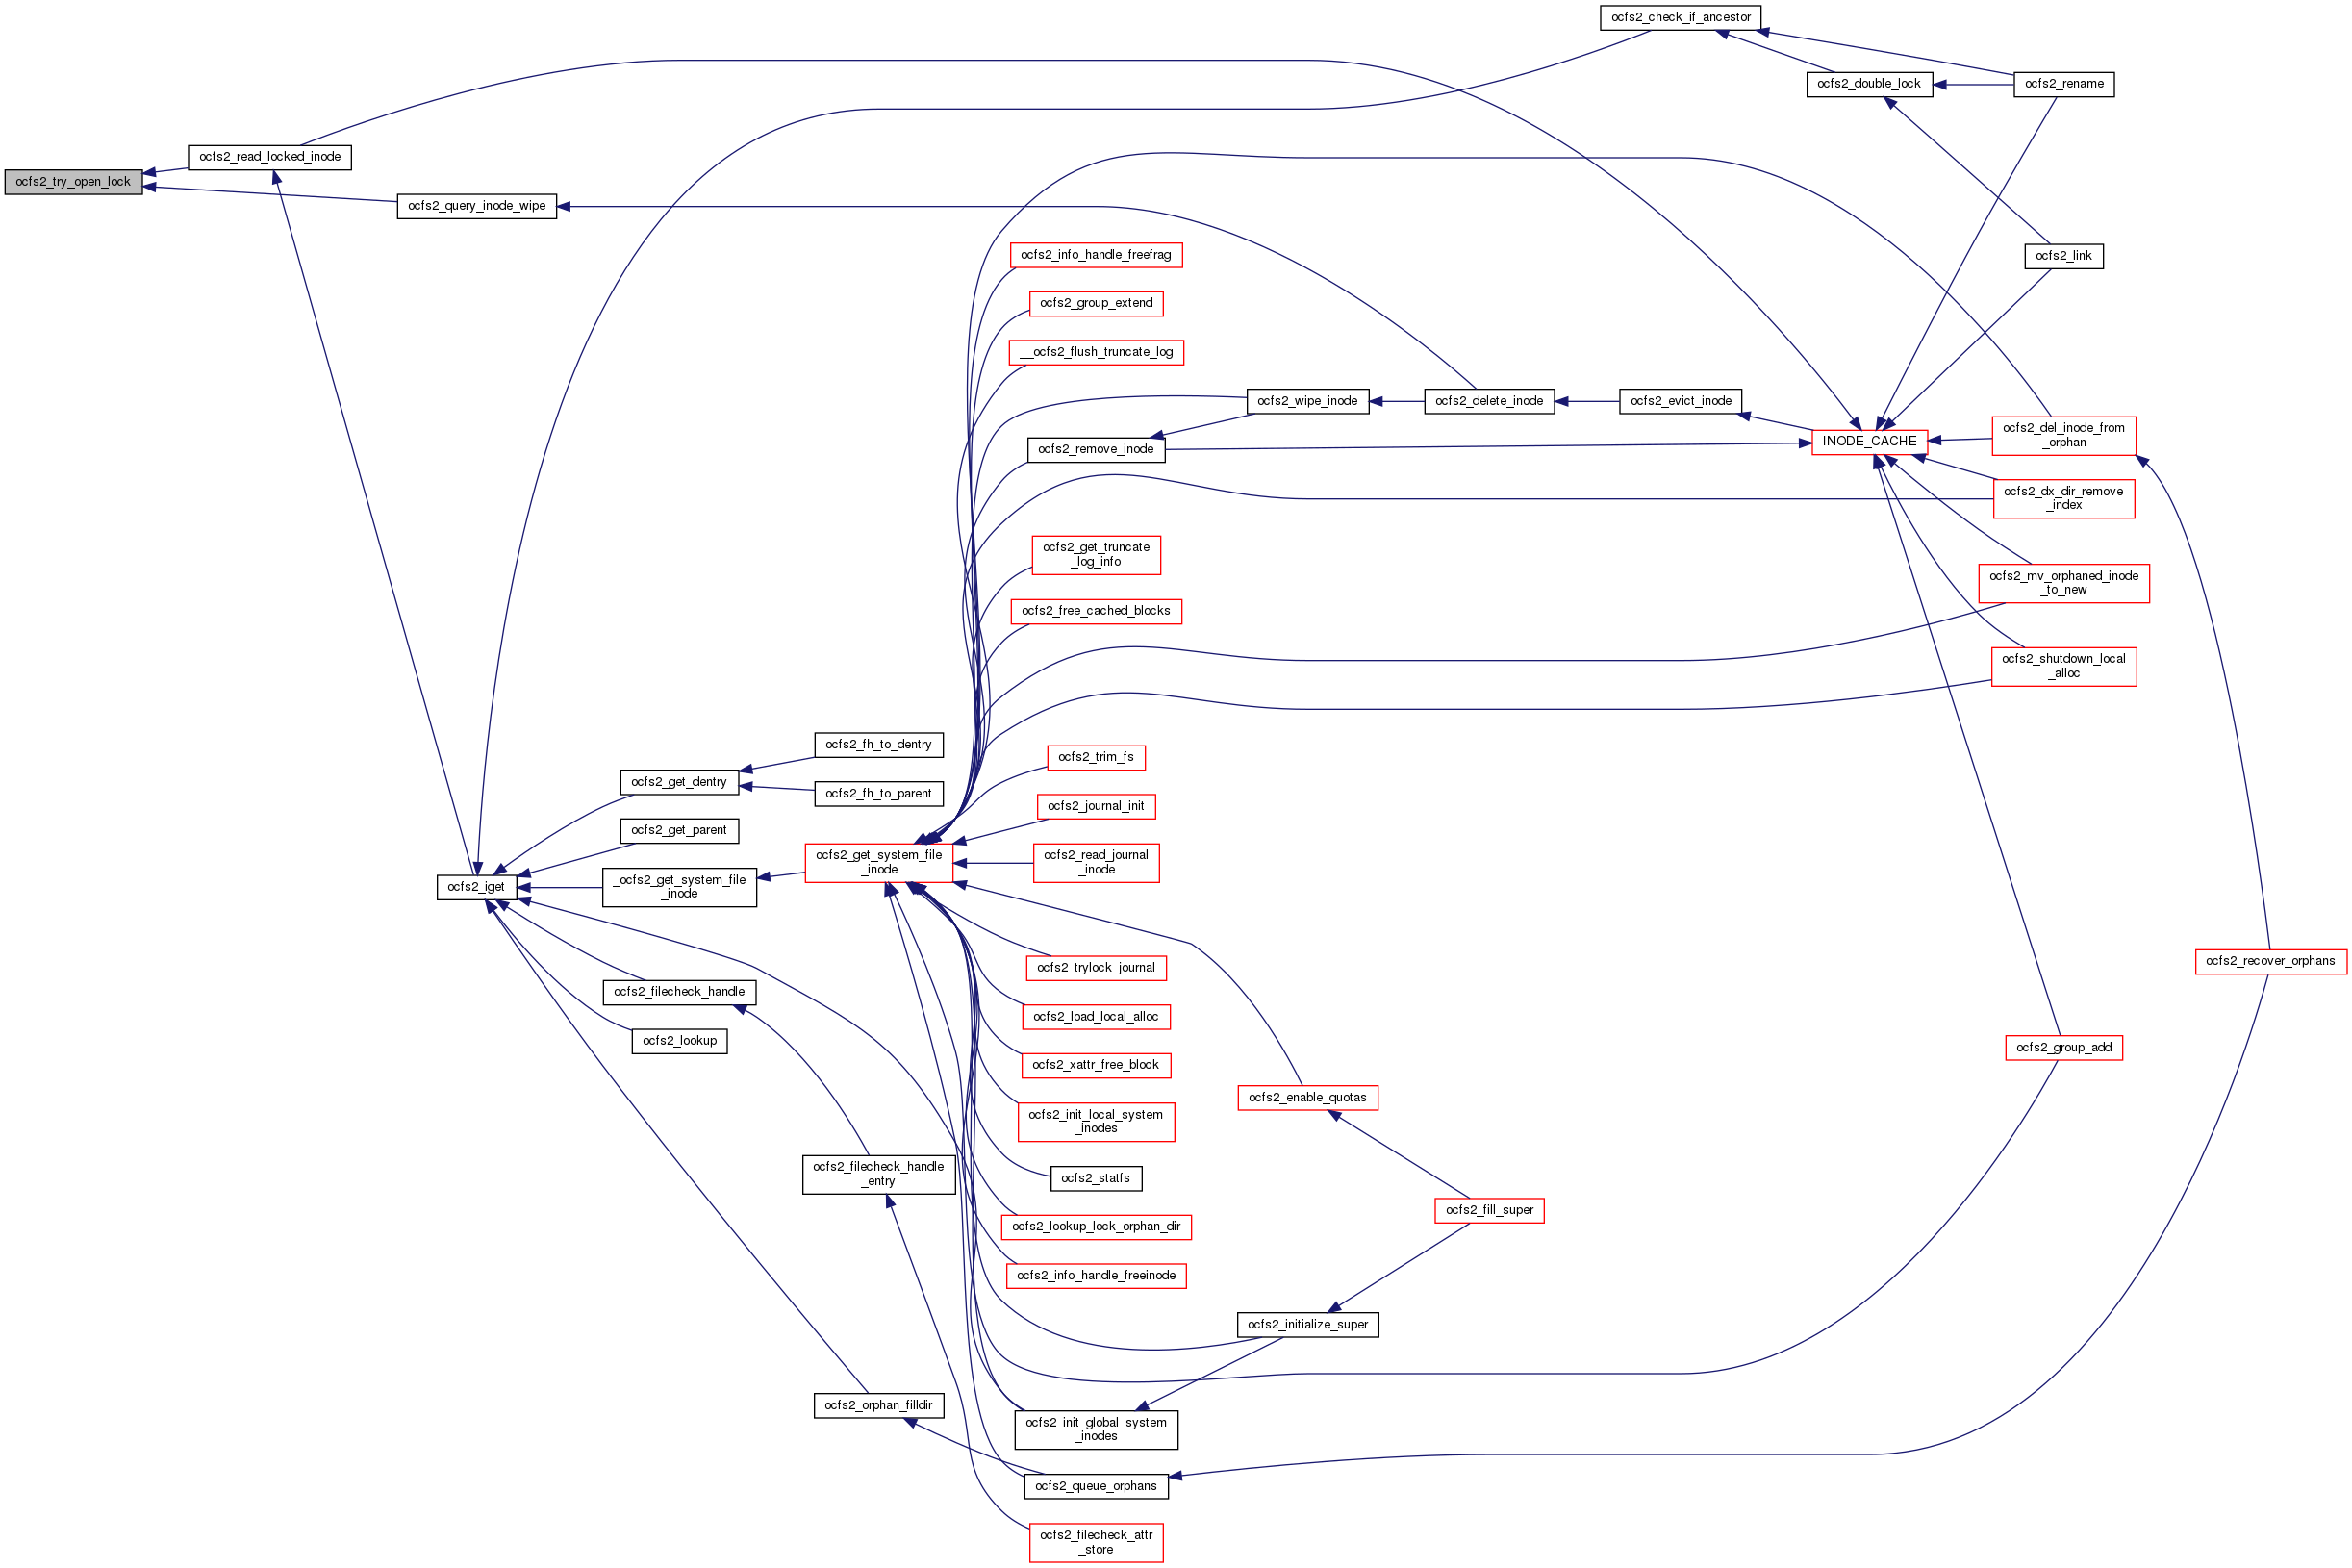 ocfs2_check_if_ancestor
ocfs2_double_lock
ocfs2_rename
ocfs2_read_locked_inode
ocfs2_try_open_lock
ocfs2_query_inode_wipe
ocfs2_info_handle_freefrag
ocfs2_link
ocfs2_group_extend
__ocfs2_flush_truncate_log
ocfs2_wipe_inode
ocfs2_delete_inode
ocfs2_evict_inode
ocfs2_remove_inode
INODE_CACHE
ocfs2_del_inode_from
_orphan
ocfs2_dx_dir_remove
_index
ocfs2_get_truncate
_log_info
ocfs2_mv_orphaned_inode
_to_new
ocfs2_free_cached_blocks
ocfs2_shutdown_local
_alloc
ocfs2_fh_to_dentry
ocfs2_trim_fs
ocfs2_get_dentry
ocfs2_fh_to_parent
ocfs2_journal_init
ocfs2_get_parent
ocfs2_get_system_file
_inode
ocfs2_read_journal
_inode
ocfs2_iget
_ocfs2_get_system_file
_inode
ocfs2_trylock_journal
ocfs2_recover_orphans
ocfs2_filecheck_handle
ocfs2_load_local_alloc
ocfs2_lookup
ocfs2_group_add
ocfs2_xattr_free_block
ocfs2_enable_quotas
ocfs2_init_local_system
_inodes
ocfs2_filecheck_handle
_entry
ocfs2_statfs
ocfs2_fill_super
ocfs2_lookup_lock_orphan_dir
ocfs2_info_handle_freeinode
ocfs2_initialize_super
ocfs2_orphan_filldir
ocfs2_init_global_system
_inodes
ocfs2_queue_orphans
ocfs2_filecheck_attr
_store